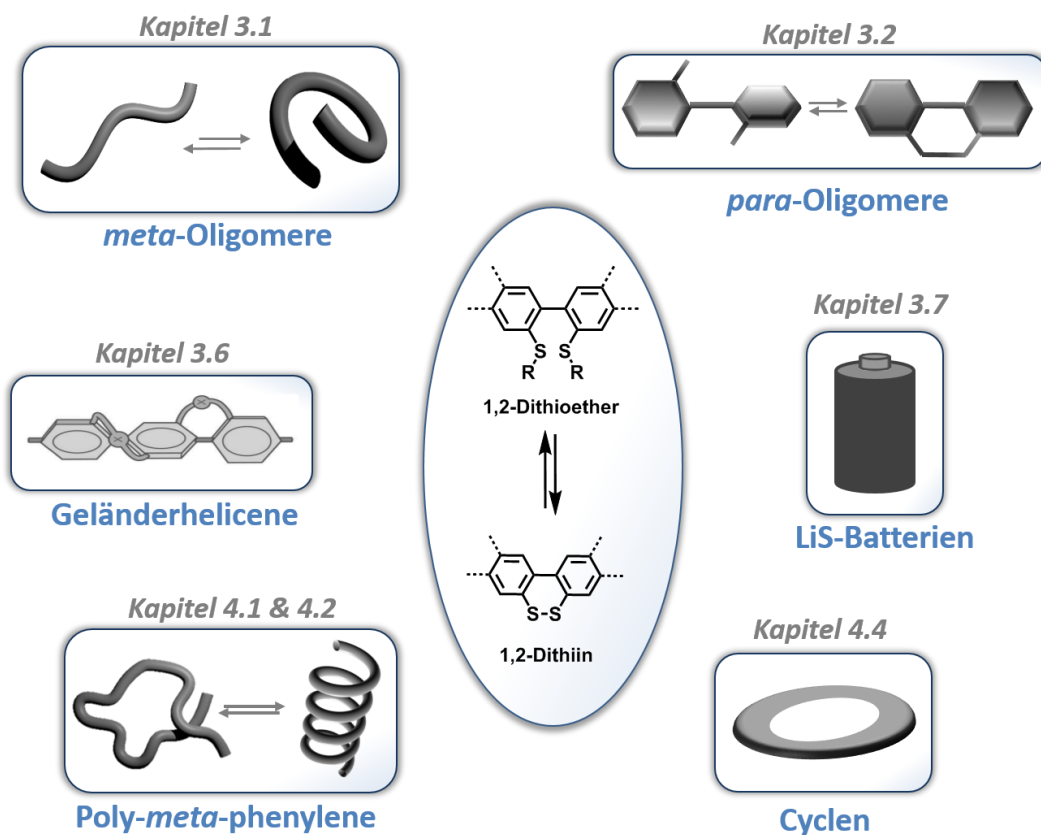 Kapitel 3.1
meta-Oligomere
Kapitel 3.2
para-Oligomere
S S
R R
1,2-Dithioether
S-S
1,2-Dithiin
Kapitel 3.6
X
X
Geländerhelicene
Kapitel 3.7
LiS-Batterien
Kapitel 4.1 & 4.2
Poly-meta-phenylene
Kapitel 4.4
Cyclen